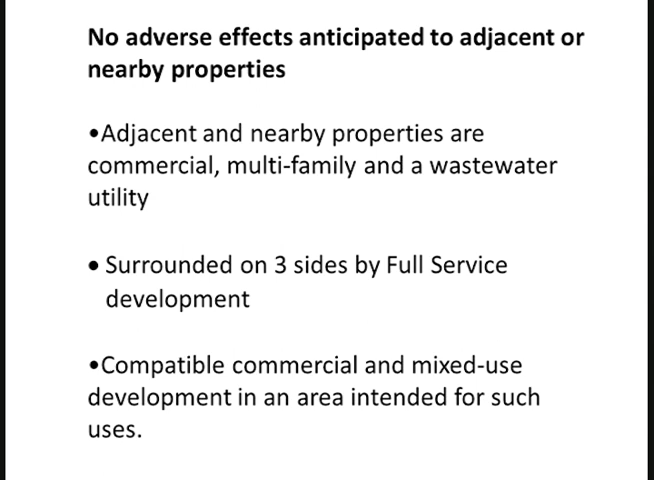 No adverse effects anticipated to adjacent or
nearby properties
•Adjacent and nearby properties are
commercial, multi-family and a wastewater
utility
• Surrounded on 3 sides by Full Service
development
•Compatible commercial and mixed-use
development in an area intended for such
uses.